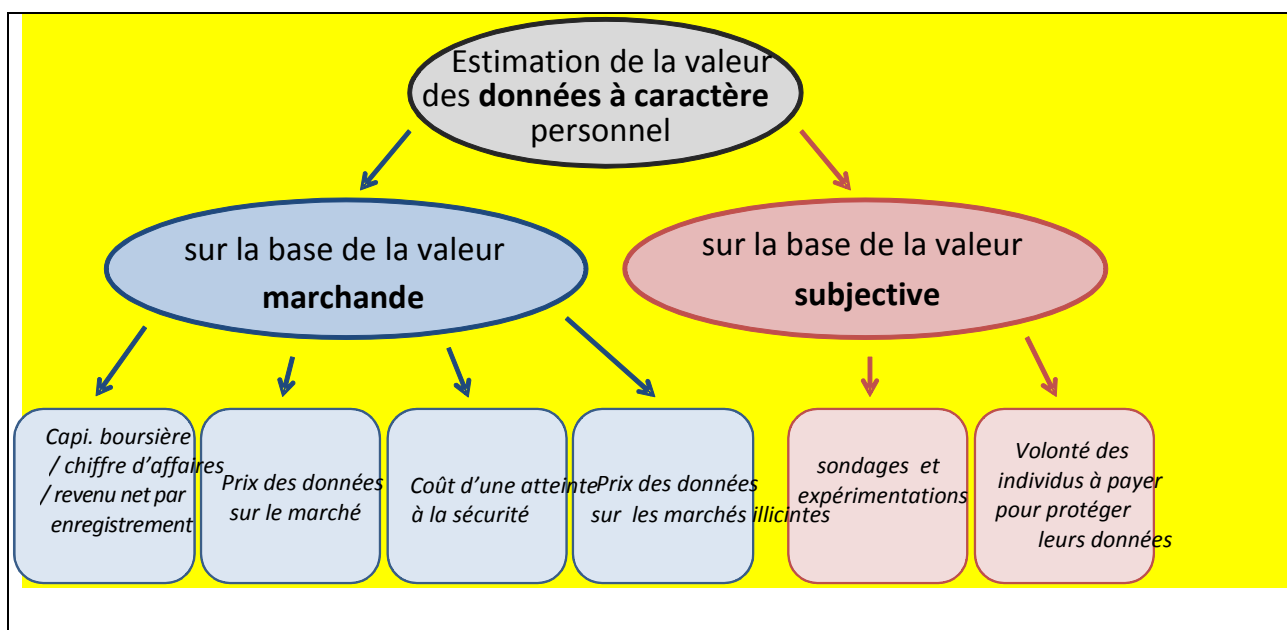 Estimation de la valeur
des données à caractère
personnel
sur la base de la valeur
marchande
sur la base de la valeur
subjective
Capi. boursière
/ chiffre d'affaires
/ revenu net par
enregistrement
Prix des données
sur le marché
Coût d'une atteinte
à la sécurité
Prix des données
sur les marchés illicintes
sondages et
expérimentations
Volonté des
individus à payer
pour protéger
leurs données